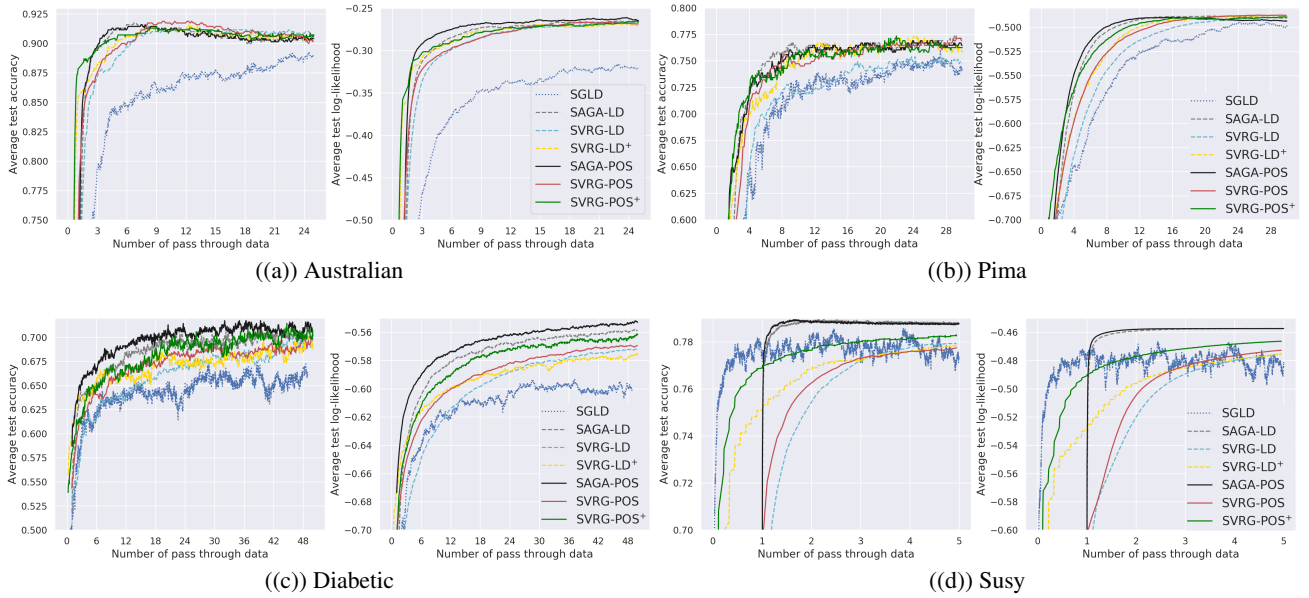 Average test accuracy
0.925
0.900
0.875
0.850
0.825
0.800
0.775
0.750
0 3 6 9 12 15 18 21 24
Number of pass through data
Average test log-likelihood
−0.25
−0.30
−0.35
−0.40
−0.45
−0.50
0 3 6 9 12 15 18 21 24
Number of pass through data
SGLD
SAGA-LD
SVRG-LD
SVRG-LD⁺
SAGA-POS
SVRG-POS
SVRG-POS⁺
((a)) Australian
Average test accuracy
0.800
0.775
0.750
0.725
0.700
0.675
0.650
0.625
0.600
0 4 8 12 16 20 24 28
Number of pass through data
Average test log-likelihood
−0.500
−0.525
−0.550
−0.575
−0.600
−0.625
−0.650
−0.675
−0.700
0 4 8 12 16 20 24 28
Number of pass through data
SGLD
SAGA-LD
SVRG-LD
SVRG-LD⁺
SAGA-POS
SVRG-POS
SVRG-POS⁺
((b)) Pima
Average test accuracy
0.700
0.675
0.650
0.625
0.600
0.575
0.550
0.525
0.500
0 6 12 18 24 30 36 42 48
Number of pass through data
Average test log-likelihood
−0.56
−0.58
−0.60
−0.62
−0.64
−0.66
−0.68
−0.70
0 6 12 18 24 30 36 42 48
Number of pass through data
SGLD
SAGA-LD
SVRG-LD
SVRG-LD⁺
SAGA-POS
SVRG-POS
SVRG-POS⁺
((c)) Diabetic
Average test accuracy
0.78
0.76
0.74
0.72
0.70
0 1 2 3 4 5
Number of pass through data
Average test log-likelihood
−0.46
−0.48
−0.50
−0.52
−0.54
−0.56
−0.58
−0.60
0 1 2 3 4 5
Number of pass through data
SGLD
SAGA-LD
SVRG-LD
SVRG-LD⁺
SAGA-POS
SVRG-POS
SVRG-POS⁺
((d)) Susy